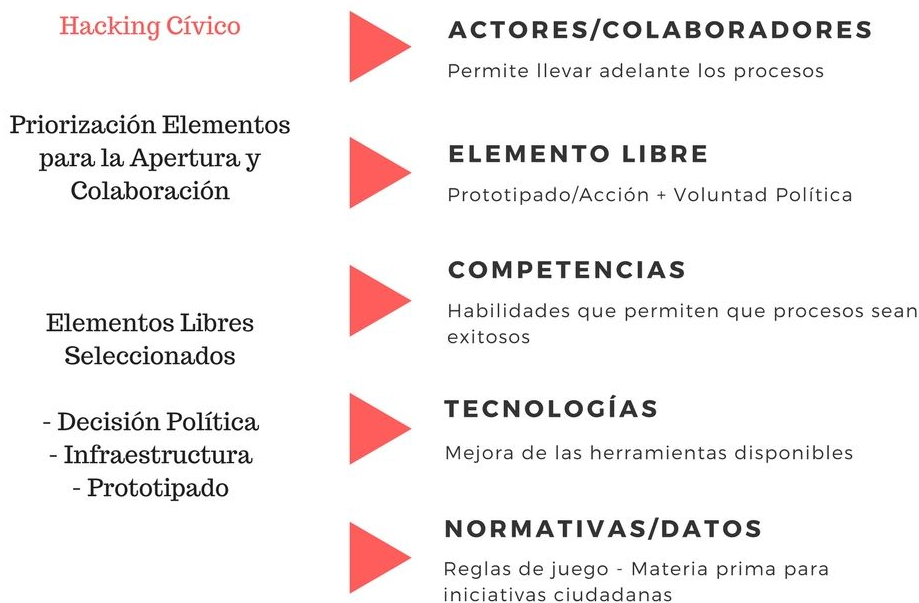 Hacking Cívico
Priorización Elementos
para la Apertura y
Colaboración
Elementos Libres
Seleccionados
- Decisión Política
- Infraestructura
- Prototipado
ACTORES/COLABORADORES
Permite llevar adelante los procesos
ELEMENTO LIBRE
Prototipado/Acción + Voluntad Política
COMPETENCIAS
Habilidades que permiten que procesos sean
exitosos
TECNOLOGÍAS
Mejora de las herramientas disponibles
NORMATIVAS/DATOS
Reglas de juego - Materia prima para
iniciativas ciudadanas